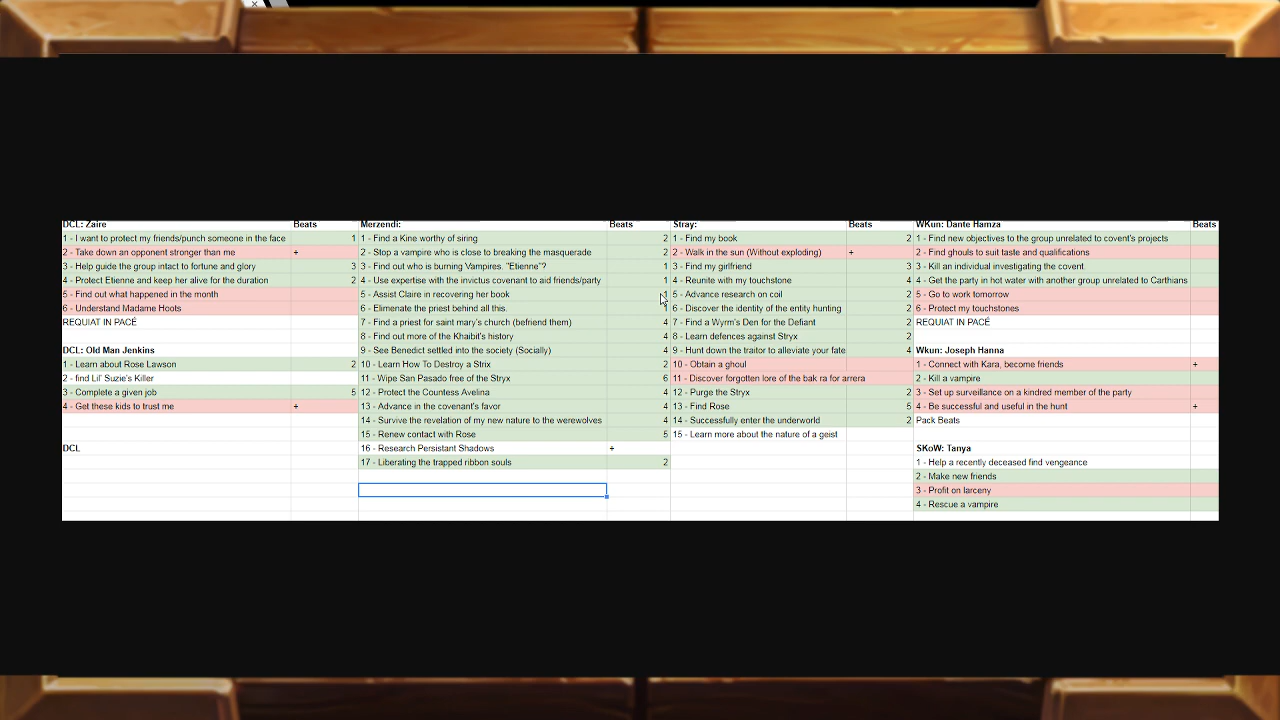 DCL: Zaire Beats Merzendi: Beats Stray: Beats WKun: Dante Hamza Beats
1 - I want to protect my friends/punch someone in the face 1 1 - Find a Kine worthy of siring 2 1 - Find my book 2 1 - Find new objectives to the group unrelated to covent's projects
2 - Take down an opponent stronger than me + 2 - Stop a vampire who is close to breaking the masquerade 2 2 - Walk in the sun (Without exploding) + 2 - Find ghouls to suit taste and qualifications
3 - Help guide the group intact to fortune and glory 3 3 - Find out who is burning Vampires. "Etienne"? 1 3 - Find my girlfriend 3 3 - Kill an individual investigating the covent
4 - Protect Etienne and keep her alive for the duration 2 4 - Use expertise with the invictus covenant to aid friends/party 1 4 - Reunite with my touchstone 4 4 - Get the party in hot water with another group unrelated to Carthians
5 - Find out what happened in the month 5 - Assist Claire in recovering her book 5 - Advance research on coil 2 5 - Go to work tomorrow
6 - Understand Madame Hoots 6 - Elimenate the priest behind all this. 6 - Discover the identity of the entity hunting 2 6 - Protect my touchstones
REQUIAT IN PACÉ 7 - Find a priest for saint mary's church (befriend them) 4 7 - Find a Wyrm's Den for the Defiant 2 REQUIAT IN PACÉ
8 - Find out more of the Khaibit's history 4 8 - Learn defences against Stryx 2
DCL: Old Man Jenkins 9 - See Benedict settled into the society (Socially) 4 9 - Hunt down the traitor to alleviate your fate 4 Wkun: Joseph Hanna
1 - Learn about Rose Lawson 2 10 - Learn How To Destroy a Strix 2 10 - Obtain a ghoul 1 - Connect with Kara, become friends +
2 - find Lil' Suzie's Killer 11 - Wipe San Pasado free of the Stryx 6 11 - Discover forgotten lore of the bak ra for arrera 2 - Kill a vampire
3 - Complete a given job 5 12 - Protect the Countess Avelina 4 12 - Purge the Stryx 2 3 - Set up surveillance on a kindred member of the party
4 - Get these kids to trust me + 13 - Advance in the covenant's favor 4 13 - Find Rose 5 4 - Be successful and useful in the hunt +
14 - Survive the revelation of my new nature to the werewolves 4 14 - Successfully enter the underworld 2 Pack Beats
15 - Renew contact with Rose 5 15 - Learn more about the nature of a geist
DCL 16 - Research Persistant Shadows + SKoW: Tanya
17 - Liberating the trapped ribbon souls 2 1 - Help a recently deceased find vengeance
2 - Make new friends
3 - Profit on larceny
4 - Rescue a vampire